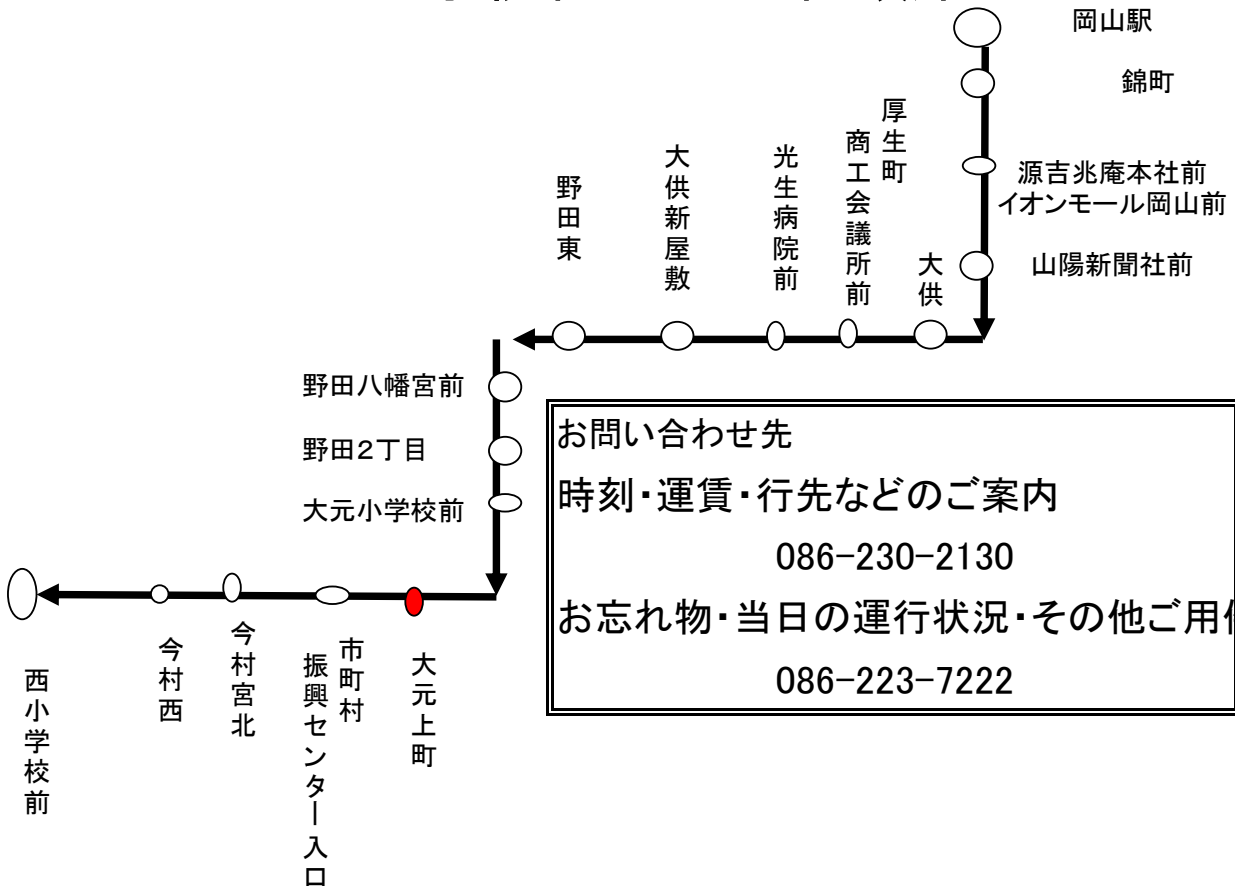 岡山駅
錦町
源吉兆庵本社前
イオンモール岡山前
山陽新聞社前
大供
厚生町
商工会議所前
光生病院前
大供新屋敷
野田東
野田八幡宮前
野田2丁目
大元小学校前
大元上町
市町村
振興センター入口
今村宮北
今村西
西小学校前
お問い合わせ先
時刻・運賃・行先などのご案内
086-230-2130
お忘れ物・当日の運行状況・その他ご用
086-223-7222